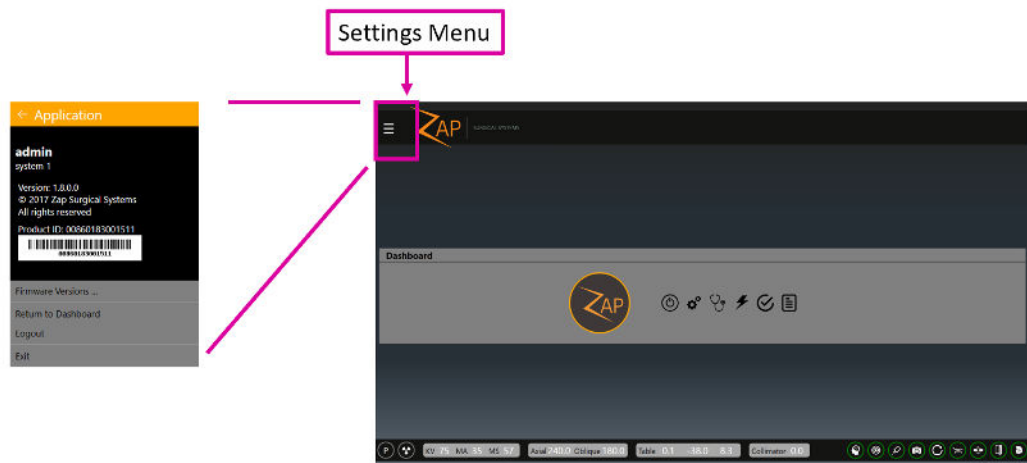 Settings Menu
← Application
admin
system 1
Version: 1.8.0.0
© 2017 Zap Surgical Systems
All rights reserved
Product ID: 00860183001511
00860183001511
Firmware Versions ...
Return to Dashboard
Logout
Exit
ZAP SURGICAL SYSTEMS
Dashboard
ZAP
P KV 75 MA 35 MS 57 Axial 240.0 Oblique 180.0 Table 0.1 -38.0 8.3 Collimator 0.0